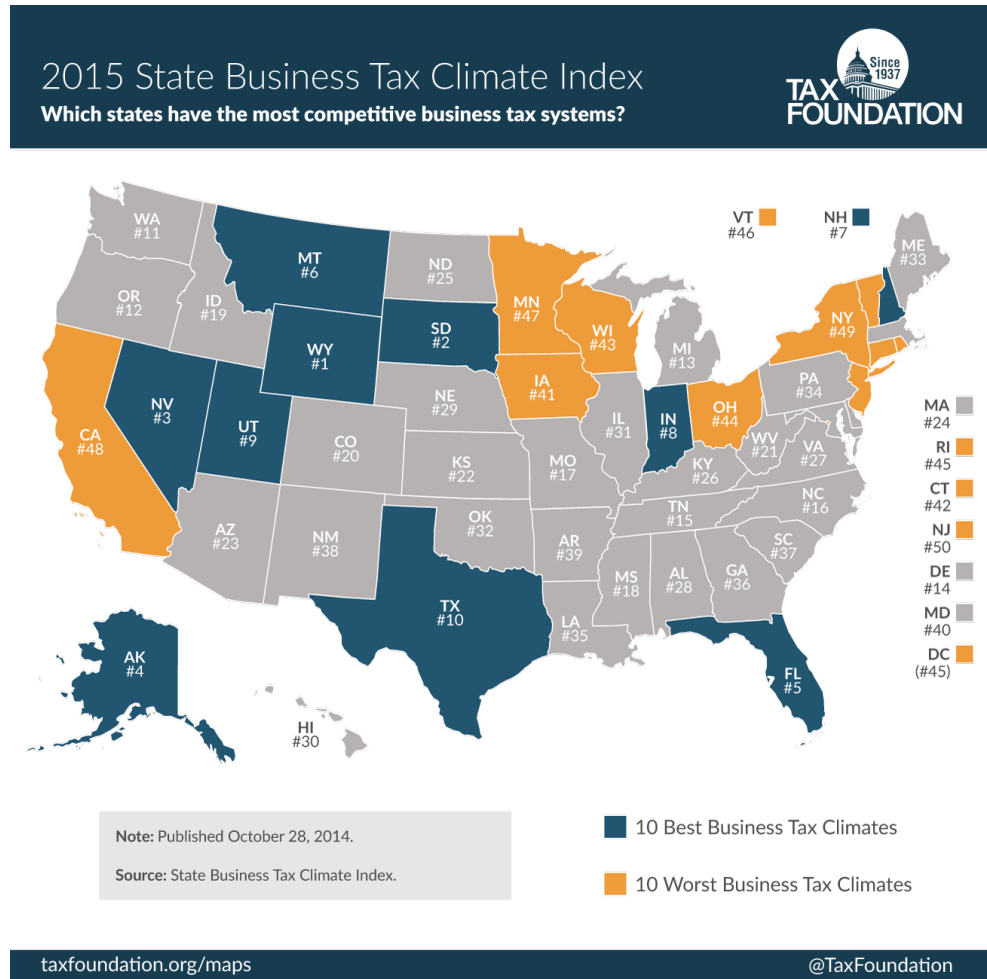 2015 State Business Tax Climate Index
Which states have the most competitive business tax systems?
Since
1937
TAX
FOUNDATION
VT
#46
NH
#7
WA
#11
MT
#6
ND
#25
MN
#47
ME
#33
OR
#12
ID
#19
WY
#1
SD
#2
WI
#43
MI
#13
NY
#49
NV
#3
UT
#9
CO
#20
NE
#29
IA
#41
IL
#31
IN
#8
OH
#44
PA
#34
CA
#48
KS
#22
MO
#17
KY
#26
WV
#21
VA
#27
AZ
#23
NM
#38
OK
#32
AR
#39
TN
#15
NC
#16
SC
#37
TX
#10
LA
#35
MS
#18
AL
#28
GA
#36
FL
#5
AK
#4
HI
#30
MA
#24
RI
#45
CT
#42
NJ
#50
DE
#14
MD
#40
DC
(#45)
Note: Published October 28, 2014.
Source: State Business Tax Climate Index.
10 Best Business Tax Climates
10 Worst Business Tax Climates
taxfoundation.org/maps
@TaxFoundation